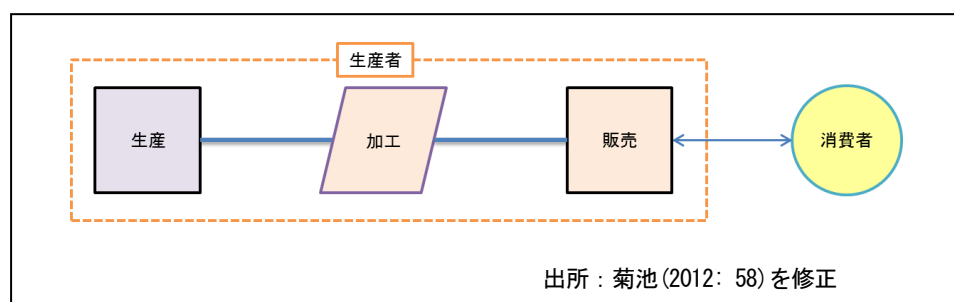 生産者
生産
加工
販売
消費者
出所：菊池(2012: 58)を修正